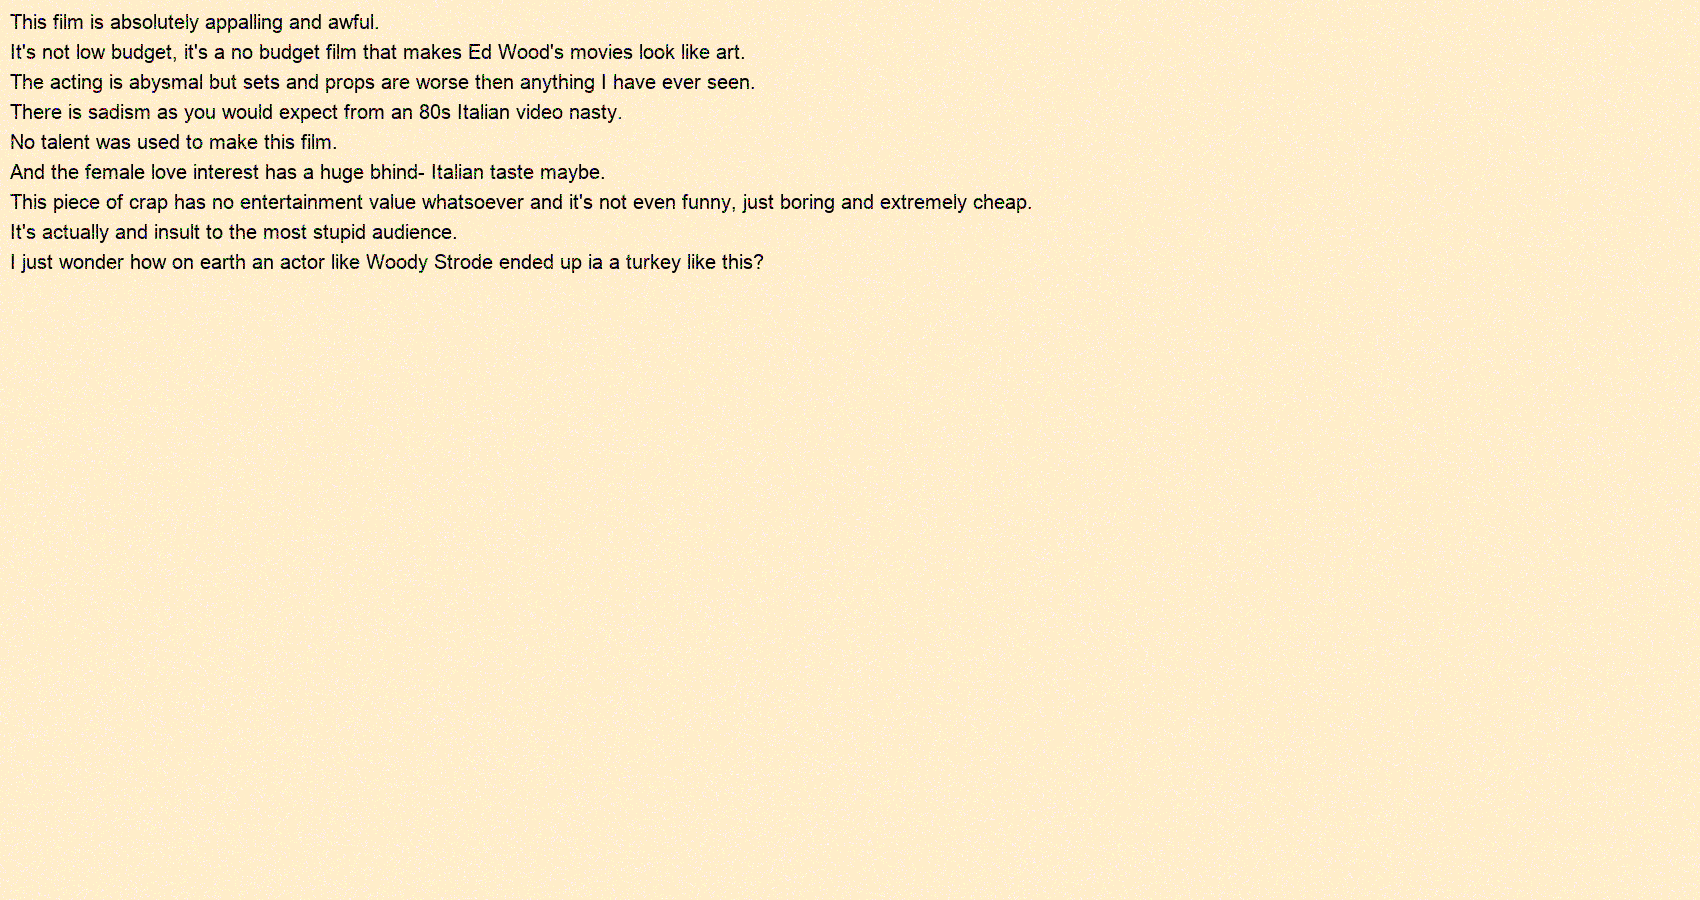 This film is absolutely appalling and awful.
It's not low budget, it's a no budget film that makes Ed Wood's movies look like art.
The acting is abysmal but sets and props are worse then anything I have ever seen.
There is sadism as you would expect from an 80s Italian video nasty.
No talent was used to make this film.
And the female love interest has a huge bhind- Italian taste maybe.
This piece of crap has no entertainment value whatsoever and it's not even funny, just boring and extremely cheap.
It's actually and insult to the most stupid audience.
I just wonder how on earth an actor like Woody Strode ended up ia a turkey like this?